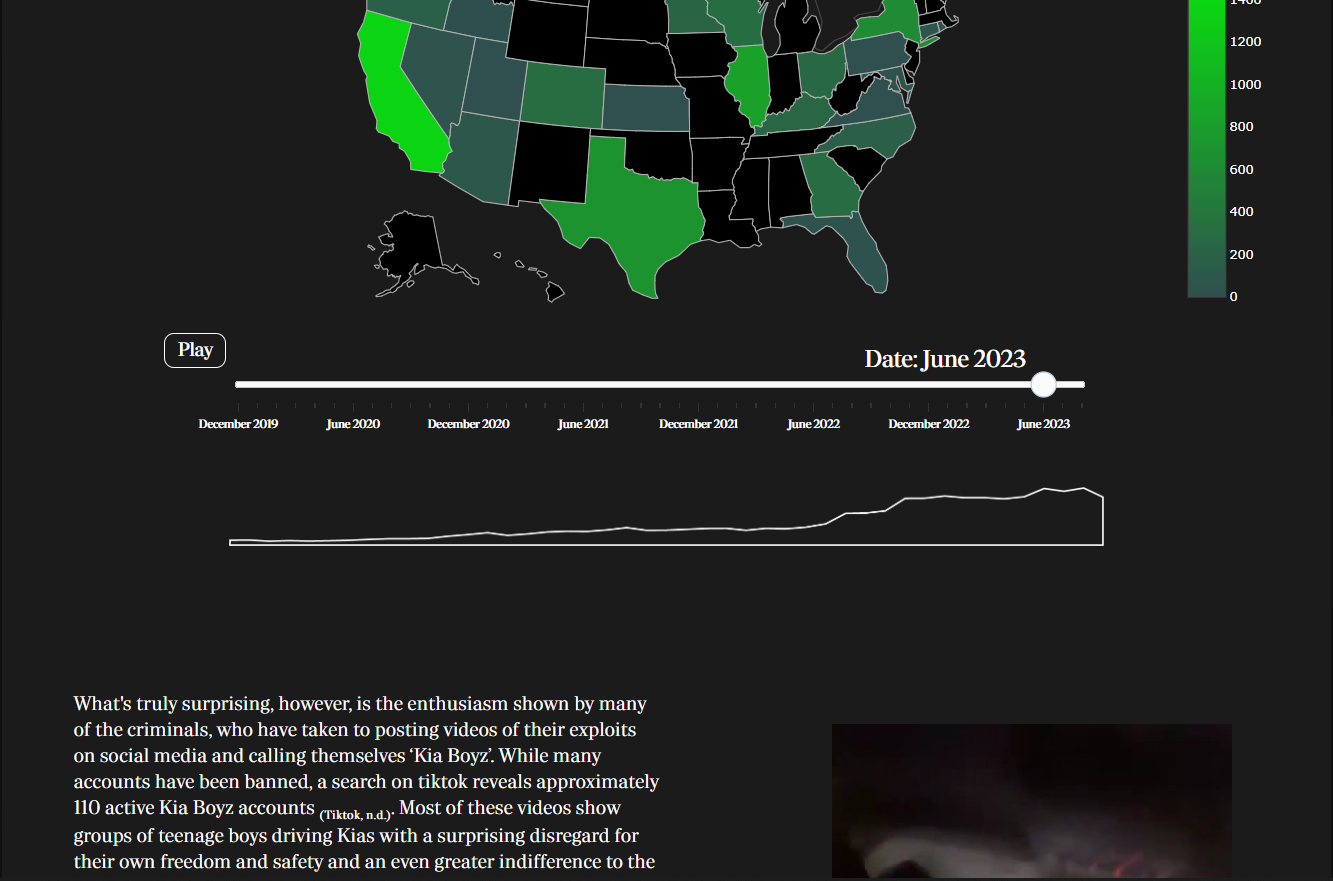 1400
1200
1000
800
600
400
200
0
Play
Date: June 2023
December 2019 June 2020 December 2020 June 2021 December 2021 June 2022 December 2022 June 2023
What's truly surprising, however, is the enthusiasm shown by many
of the criminals, who have taken to posting videos of their exploits
on social media and calling themselves ‘Kia Boyz’. While many
accounts have been banned, a search on tiktok reveals approximately
110 active Kia Boyz accounts (Tiktok, n.d.). Most of these videos show
groups of teenage boys driving Kias with a surprising disregard for
their own freedom and safety and an even greater indifference to the